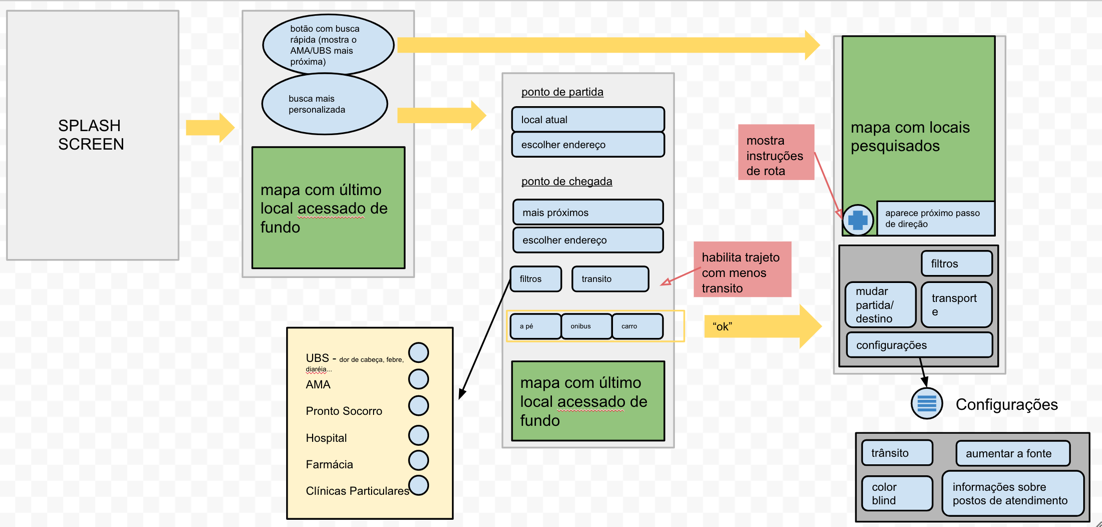 SPLASH
SCREEN
botão com busca
rápida (mostra o
AMA/UBS mais
próxima)
busca mais
personalizada
mapa com último
local acessado de
fundo
ponto de partida
local atual
escolher endereço
ponto de chegada
mais próximos
escolher endereço
filtros
transito
a pé
onibus
carro
mapa com último
local acessado de
fundo
habilita trajeto
com menos
transito
"ok"
UBS - dor de cabeça, febre,
diaréia...
AMA
Pronto Socorro
Hospital
Farmácia
Clínicas Particulares
mostra
instruções
de rota
mapa com locais
pesquisados
aparece próximo passo
de direção
filtros
mudar
partida/
destino
transport
e
configurações
Configurações
trânsito
aumentar a fonte
color
blind
informações sobre
postos de atendimento